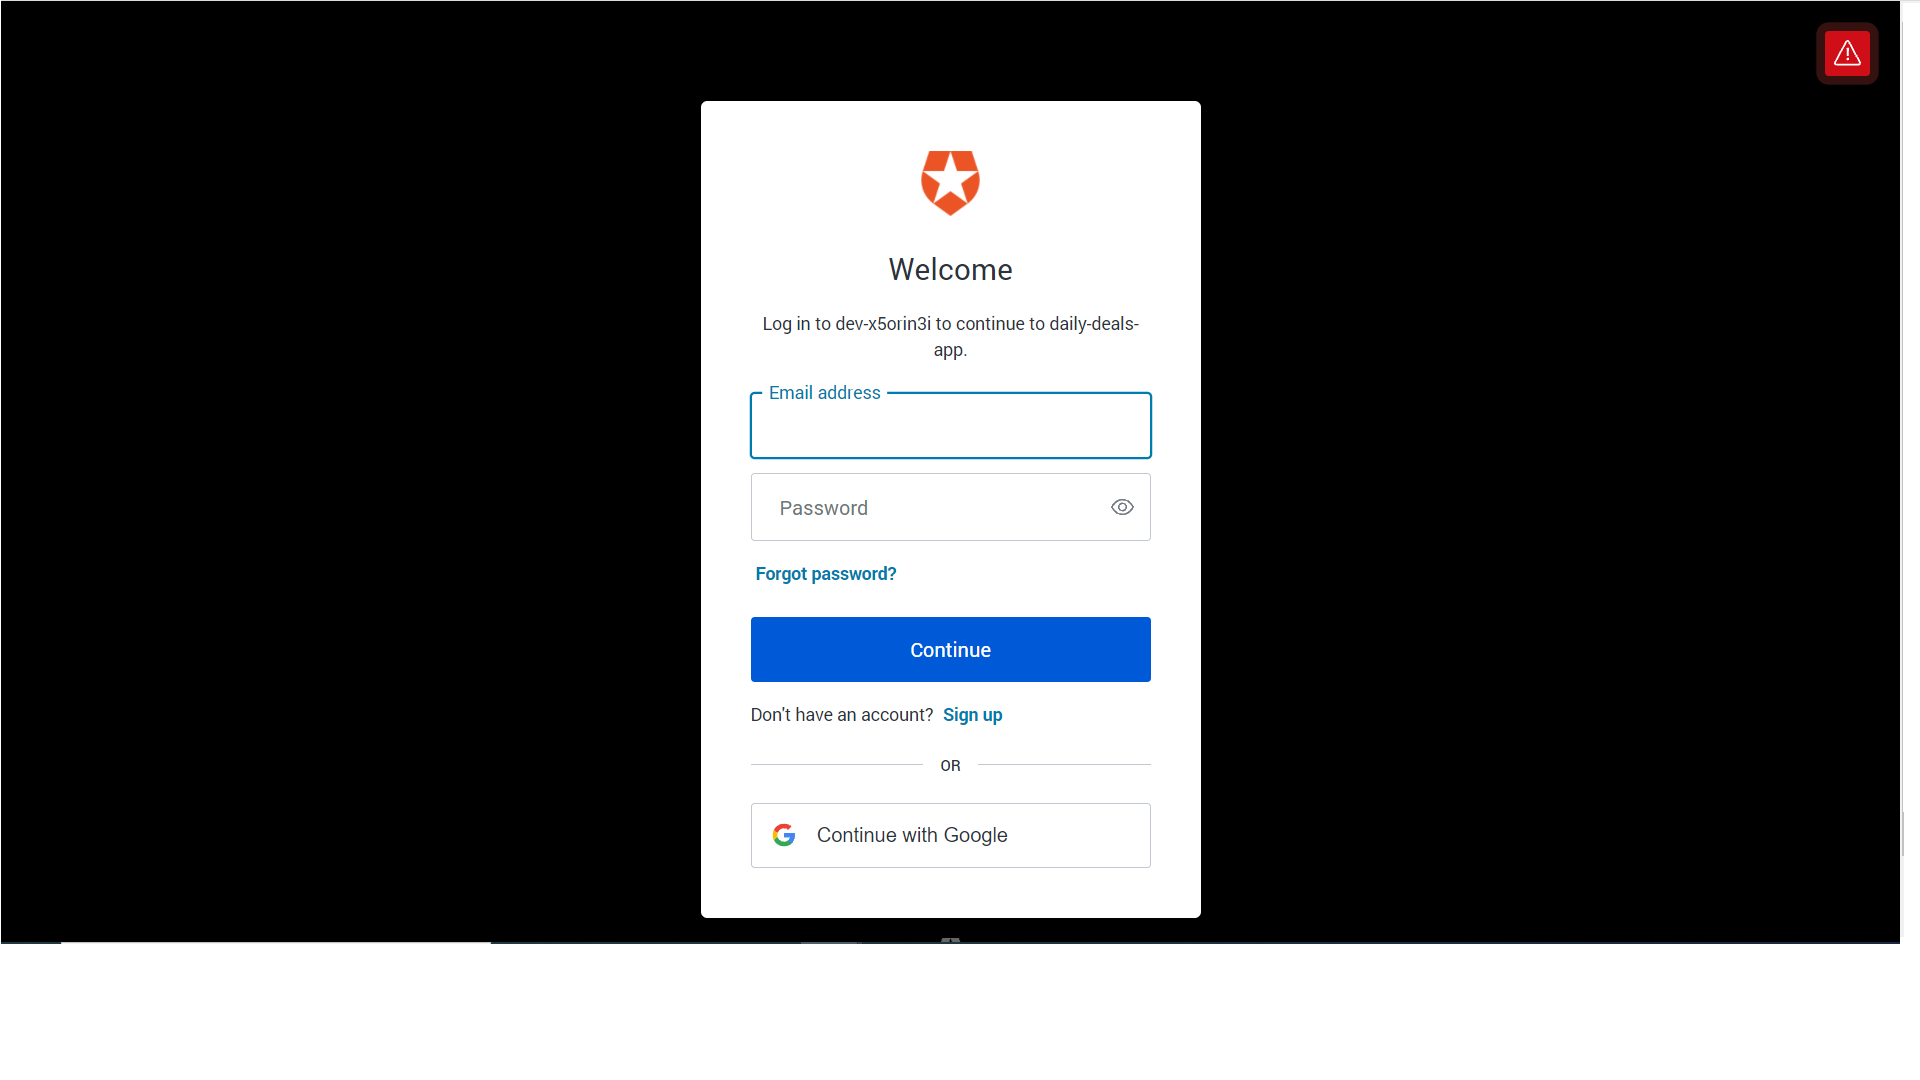 Welcome
Log in to dev-x5orin3i to continue to daily-deals-
app.
Email address
Password
Forgot password?
Continue
Don't have an account? Sign up
OR
Continue with Google